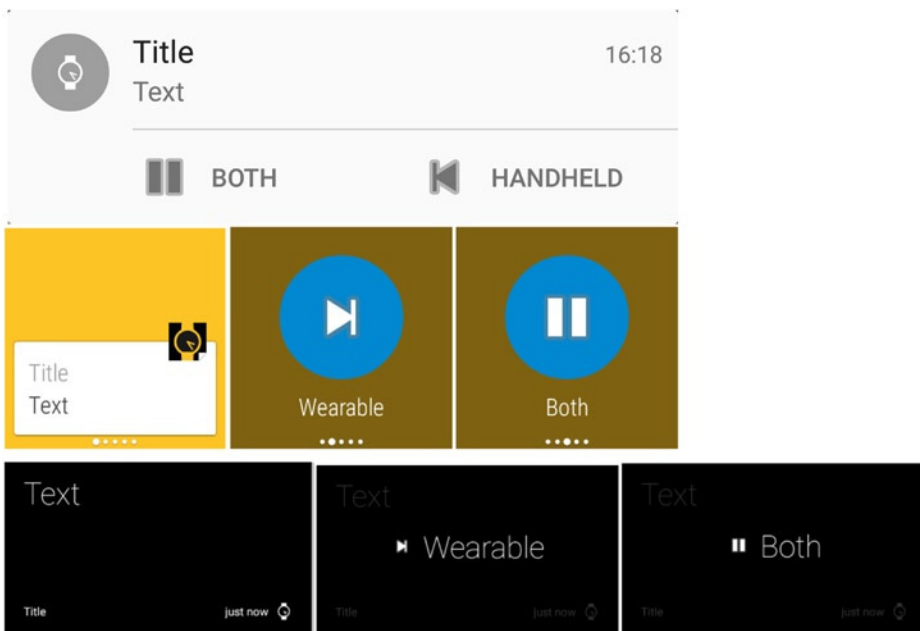 Title
16:18
Text
BOTH
HANDHELD
Title
Text
Wearable
Both
Text
Title
just now
Text
Wearable
Title
just now
Text
Both
Title
just now